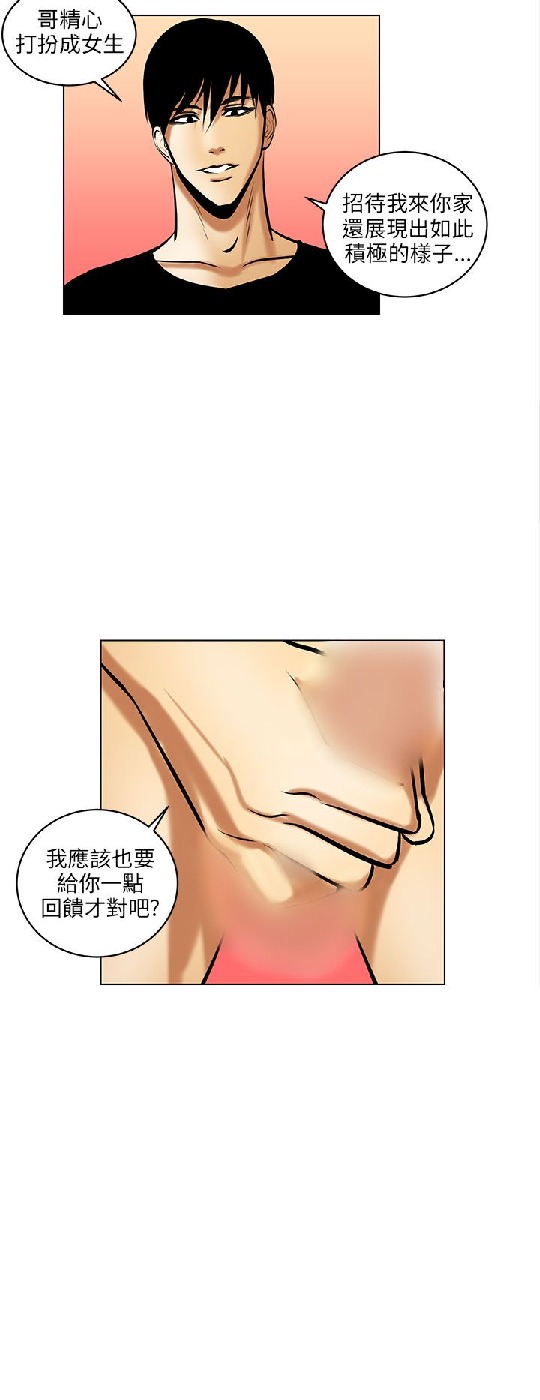 哥精心
打扮成女生
招待我來你家
還展現出如此
積極的樣子...
我應該也要
給你一點
回饋才對吧?